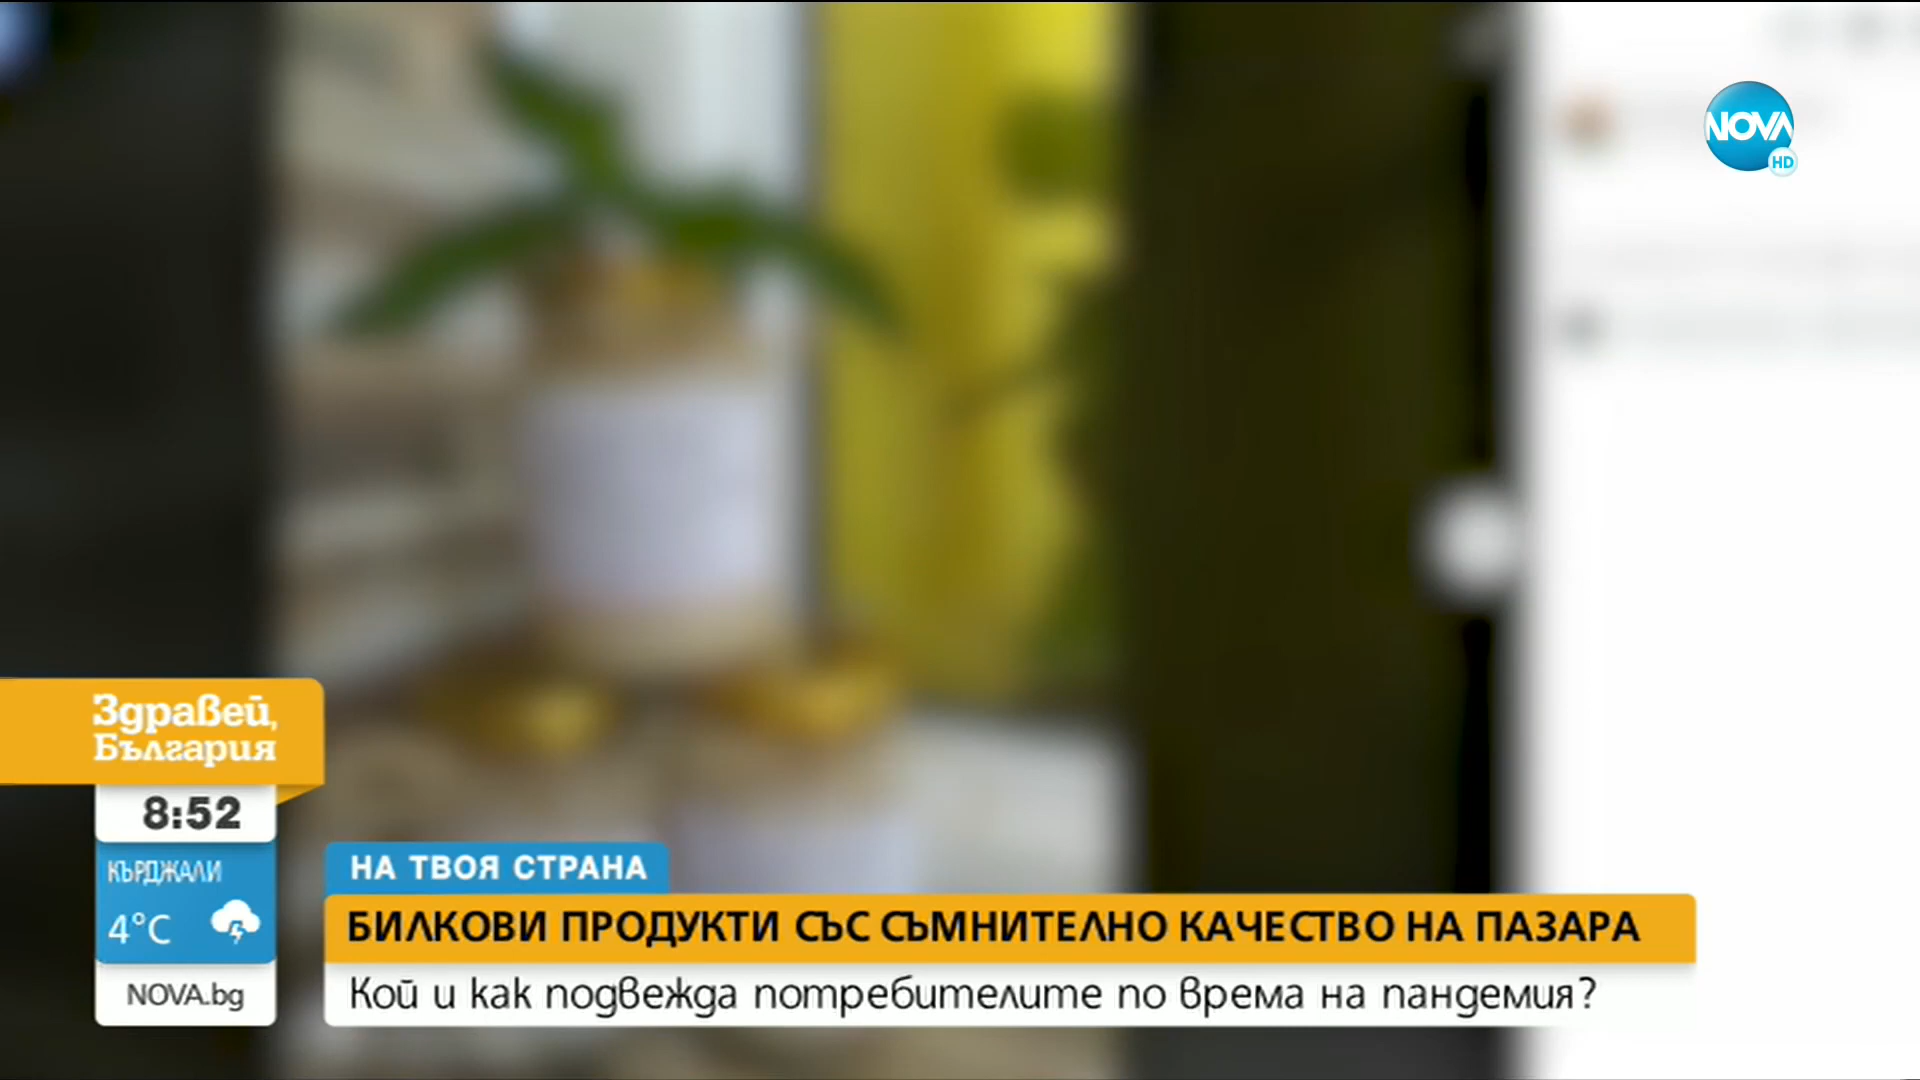 NOVA
HD
Здравей,
България
8:52
КЪРДЖАЛИ
4°C
NOVA.bg
НА ТВОЯ СТРАНА
БИЛКОВИ ПРОДУКТИ СЪС СЪМНИТЕЛНО КАЧЕСТВО НА ПАЗАРА
Кой и как подвежда потребителите по време на пандемия?